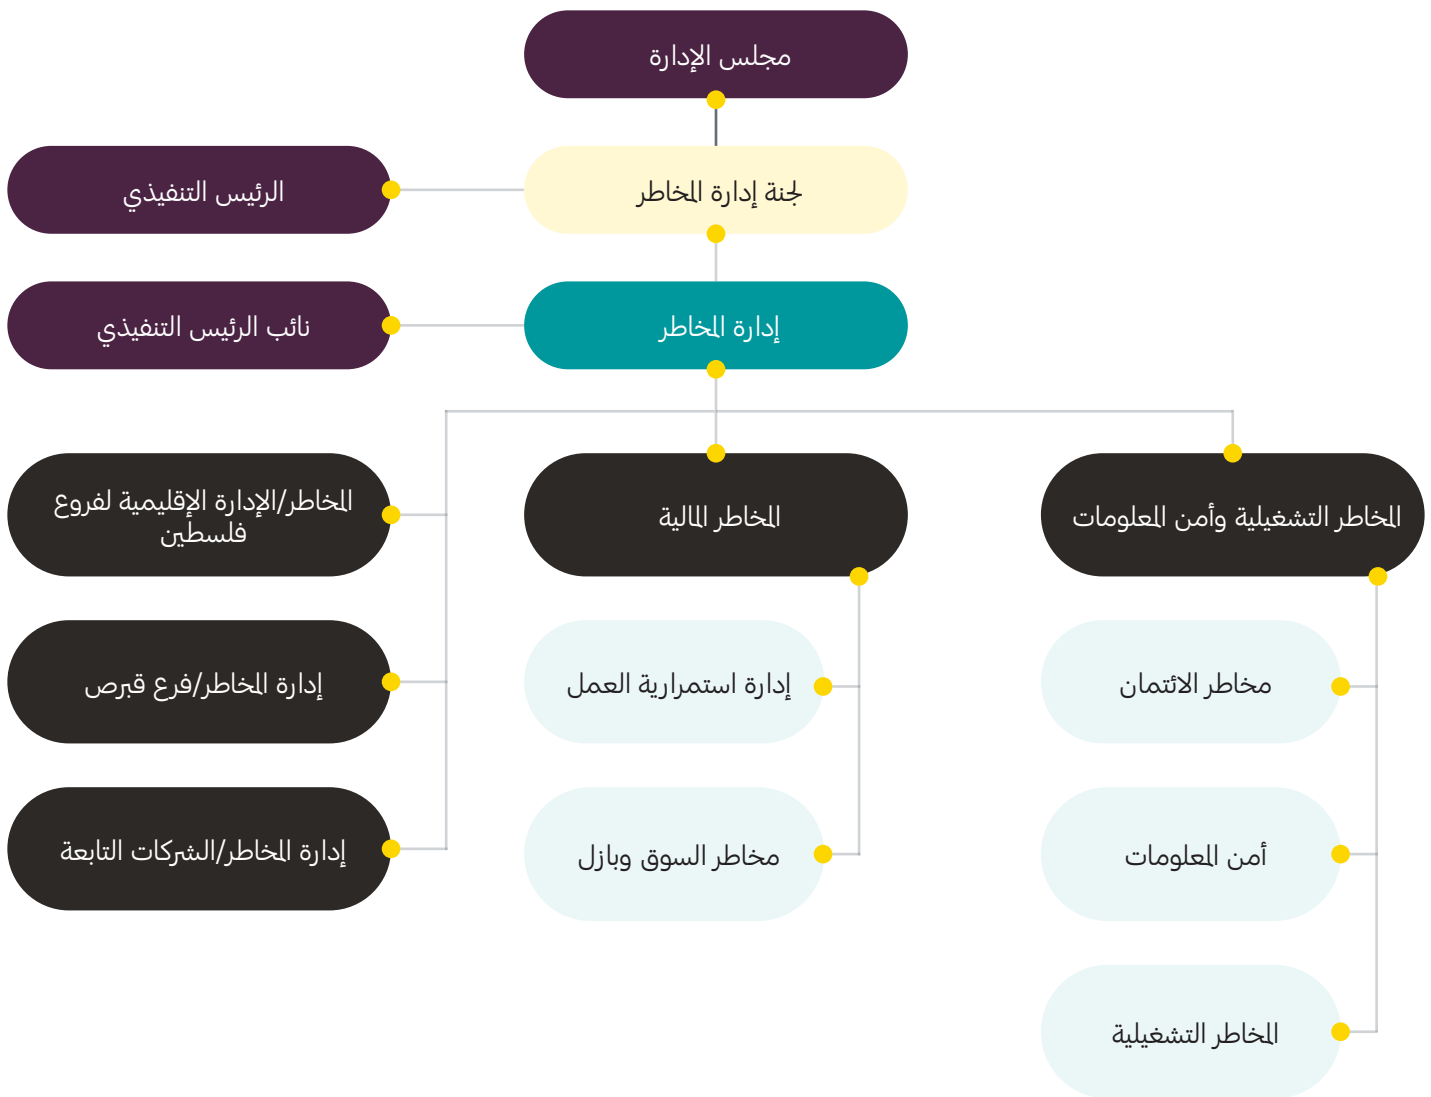 مجلس الإدارة
لجنة إدارة المخاطر
الرئيس التنفيذي
إدارة المخاطر
نائب الرئيس التنفيذي
المخاطر التشغيلية وأمن المعلومات
المخاطر المالية
المخاطر/الإدارة الإقليمية لفروع
فلسطين
مخاطر الائتمان
إدارة استمرارية العمل
إدارة المخاطر/فرع قبرص
أمن المعلومات
مخاطر السوق وبازل
إدارة المخاطر/الشركات التابعة
المخاطر التشغيلية